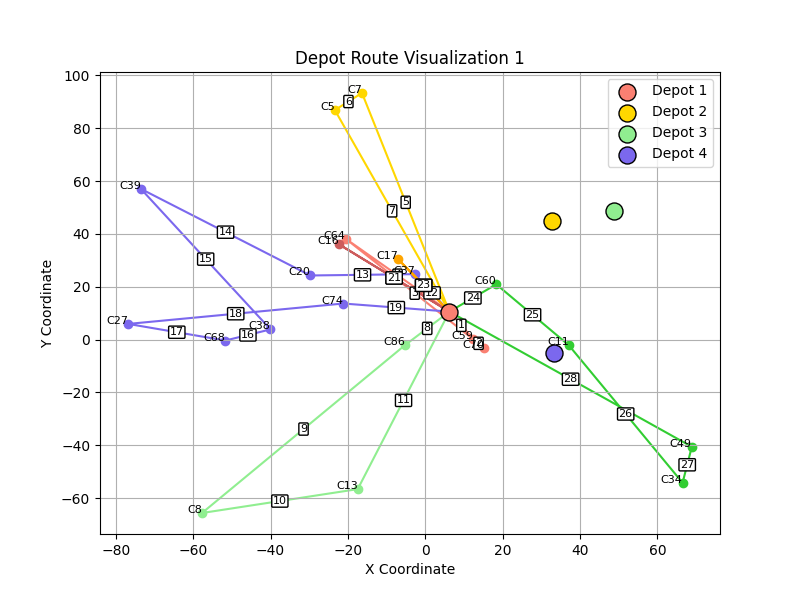 Depot Route Visualization 1
Depot 1
Depot 2
Depot 3
Depot 4
C7
C5
6
5
7
C39
14
15
C64
C16
C17
C20
13
21
23
12
3
C60
24
C27
18
C74
19
17
C68
C38
16
8
1
C59
2
C86
C11
25
28
26
9
11
C49
27
C34
C13
10
C8
100
80
60
40
20
0
−20
−40
−60
Y Coordinate
−80
−60
−40
−20
0
20
40
60
X Coordinate